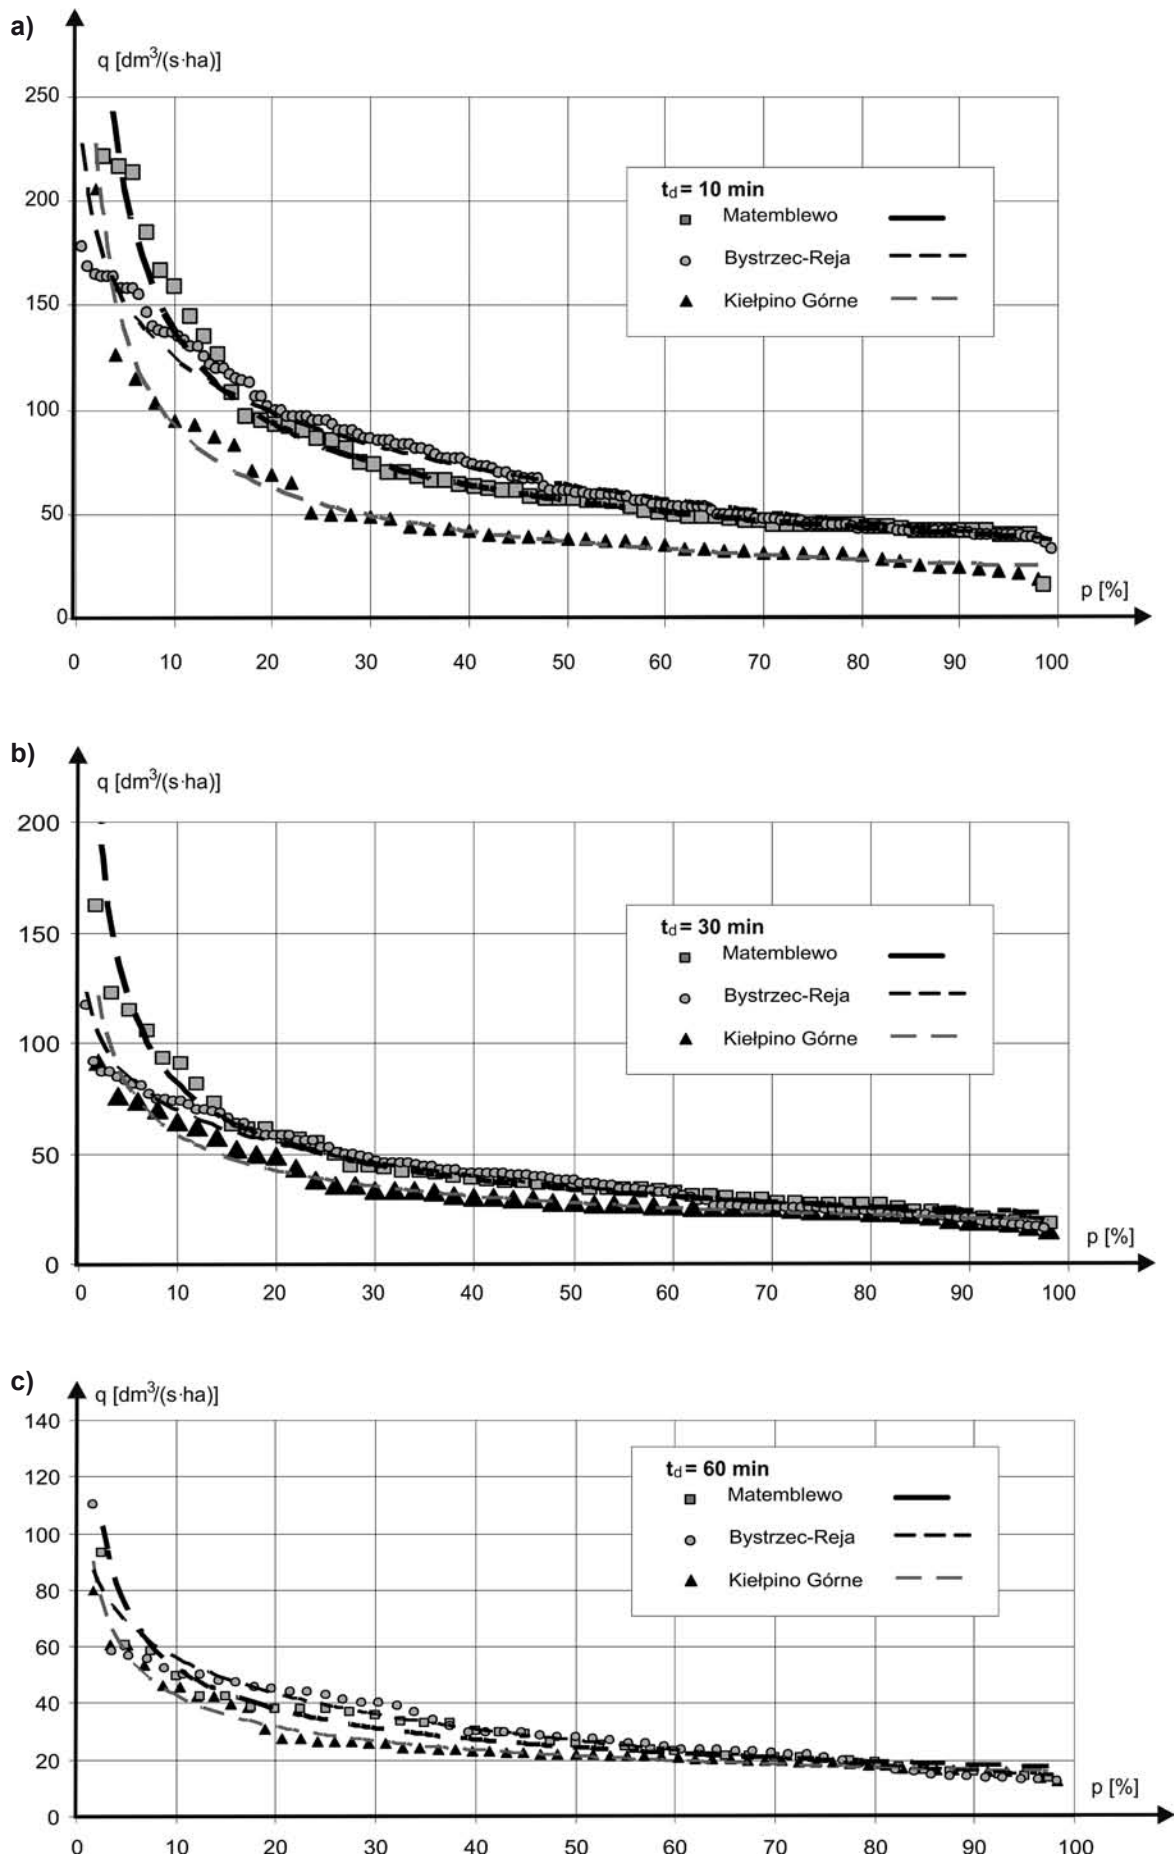 a)
q [dm³/(s·ha)]
250
200
150
100
50
0
t_d = 10 min
Matemblewo
Bystrzec-Reja
Kiełpino Górne
p [%]
0 10 20 30 40 50 60 70 80 90 100
b)
q [dm³/(s·ha)]
200
150
100
50
0
t_d = 30 min
Matemblewo
Bystrzec-Reja
Kiełpino Górne
p [%]
0 10 20 30 40 50 60 70 80 90 100
c)
q [dm³/(s·ha)]
140
120
100
80
60
40
20
0
t_d = 60 min
Matemblewo
Bystrzec-Reja
Kiełpino Górne
p [%]
0 10 20 30 40 50 60 70 80 90 100